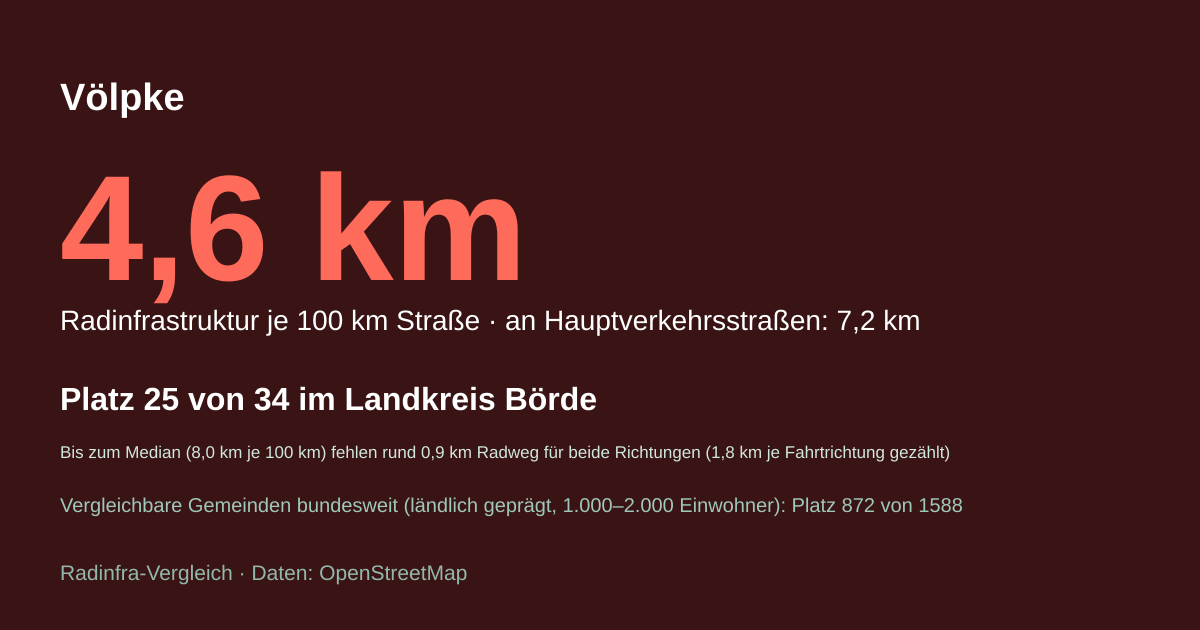 Völpke
4,6 km
Radinfrastruktur je 100 km Straße · an Hauptverkehrsstraßen: 7,2 km
Platz 25 von 34 im Landkreis Börde
Bis zum Median (8,0 km je 100 km) fehlen rund 0,9 km Radweg für beide Richtungen (1,8 km je Fahrtrichtung gezählt)
Vergleichbare Gemeinden bundesweit (ländlich geprägt, 1.000–2.000 Einwohner): Platz 872 von 1588
Radinfra-Vergleich · Daten: OpenStreetMap